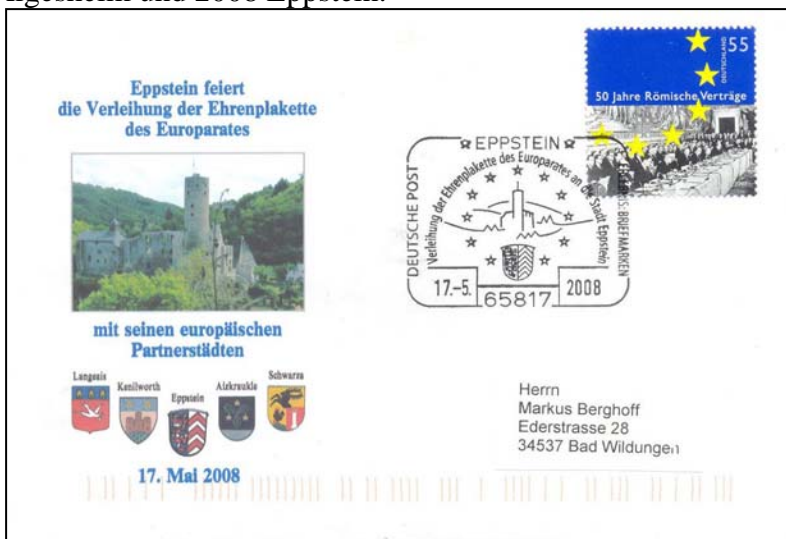 ngesheim und 2008 Eppstein.
Eppstein feiert
die Verleihung der Ehrenplakette
des Europarates
mit seinen europäischen
Partnerstädten
Langeais
Kenilworth
Eppstein
Aizkraukle
Schwarza
17. Mai 2008
55
DEUTSCHLAND
50 Jahre Römische Verträge
EPPSTEIN
Verleihung der Ehrenplakette des Europarates an die Stadt Eppstein
DEUTSCHE POST
ERLEBNIS: BRIEFMARKEN
17.-5. 2008
65817
Herrn
Markus Berghoff
Ederstrasse 28
34537 Bad Wildungen